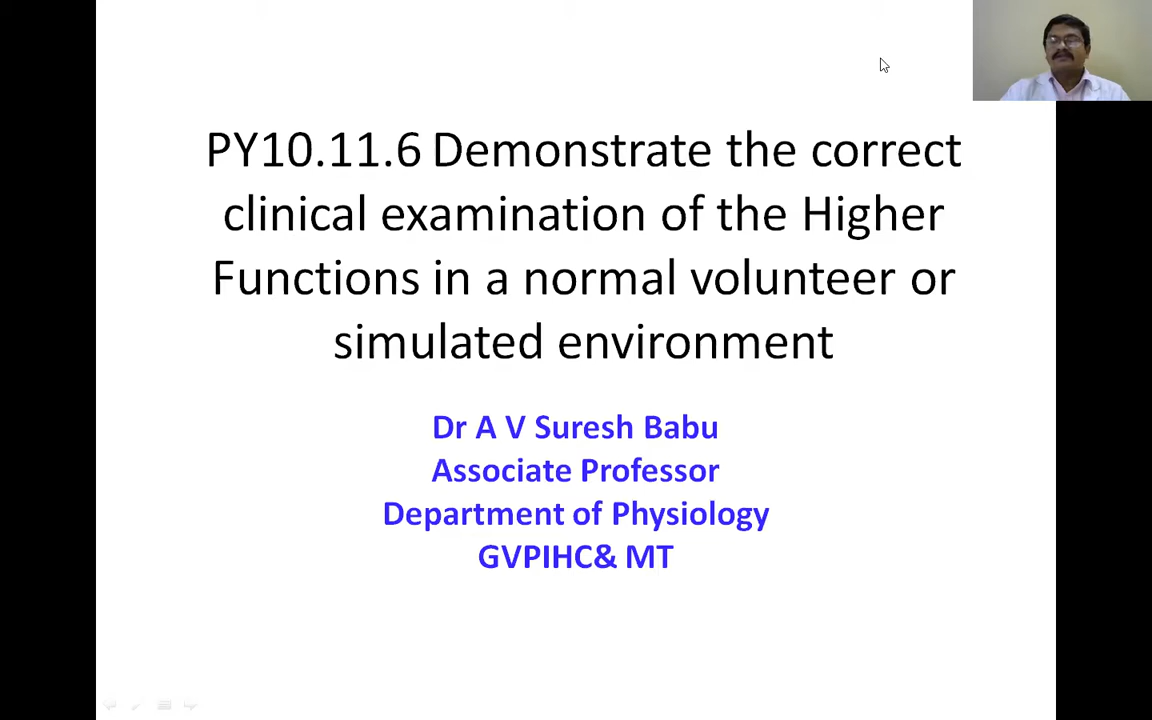 PY10.11.6 Demonstrate the correct
clinical examination of the Higher
Functions in a normal volunteer or
simulated environment
Dr A V Suresh Babu
Associate Professor
Department of Physiology
GVPIHC& MT